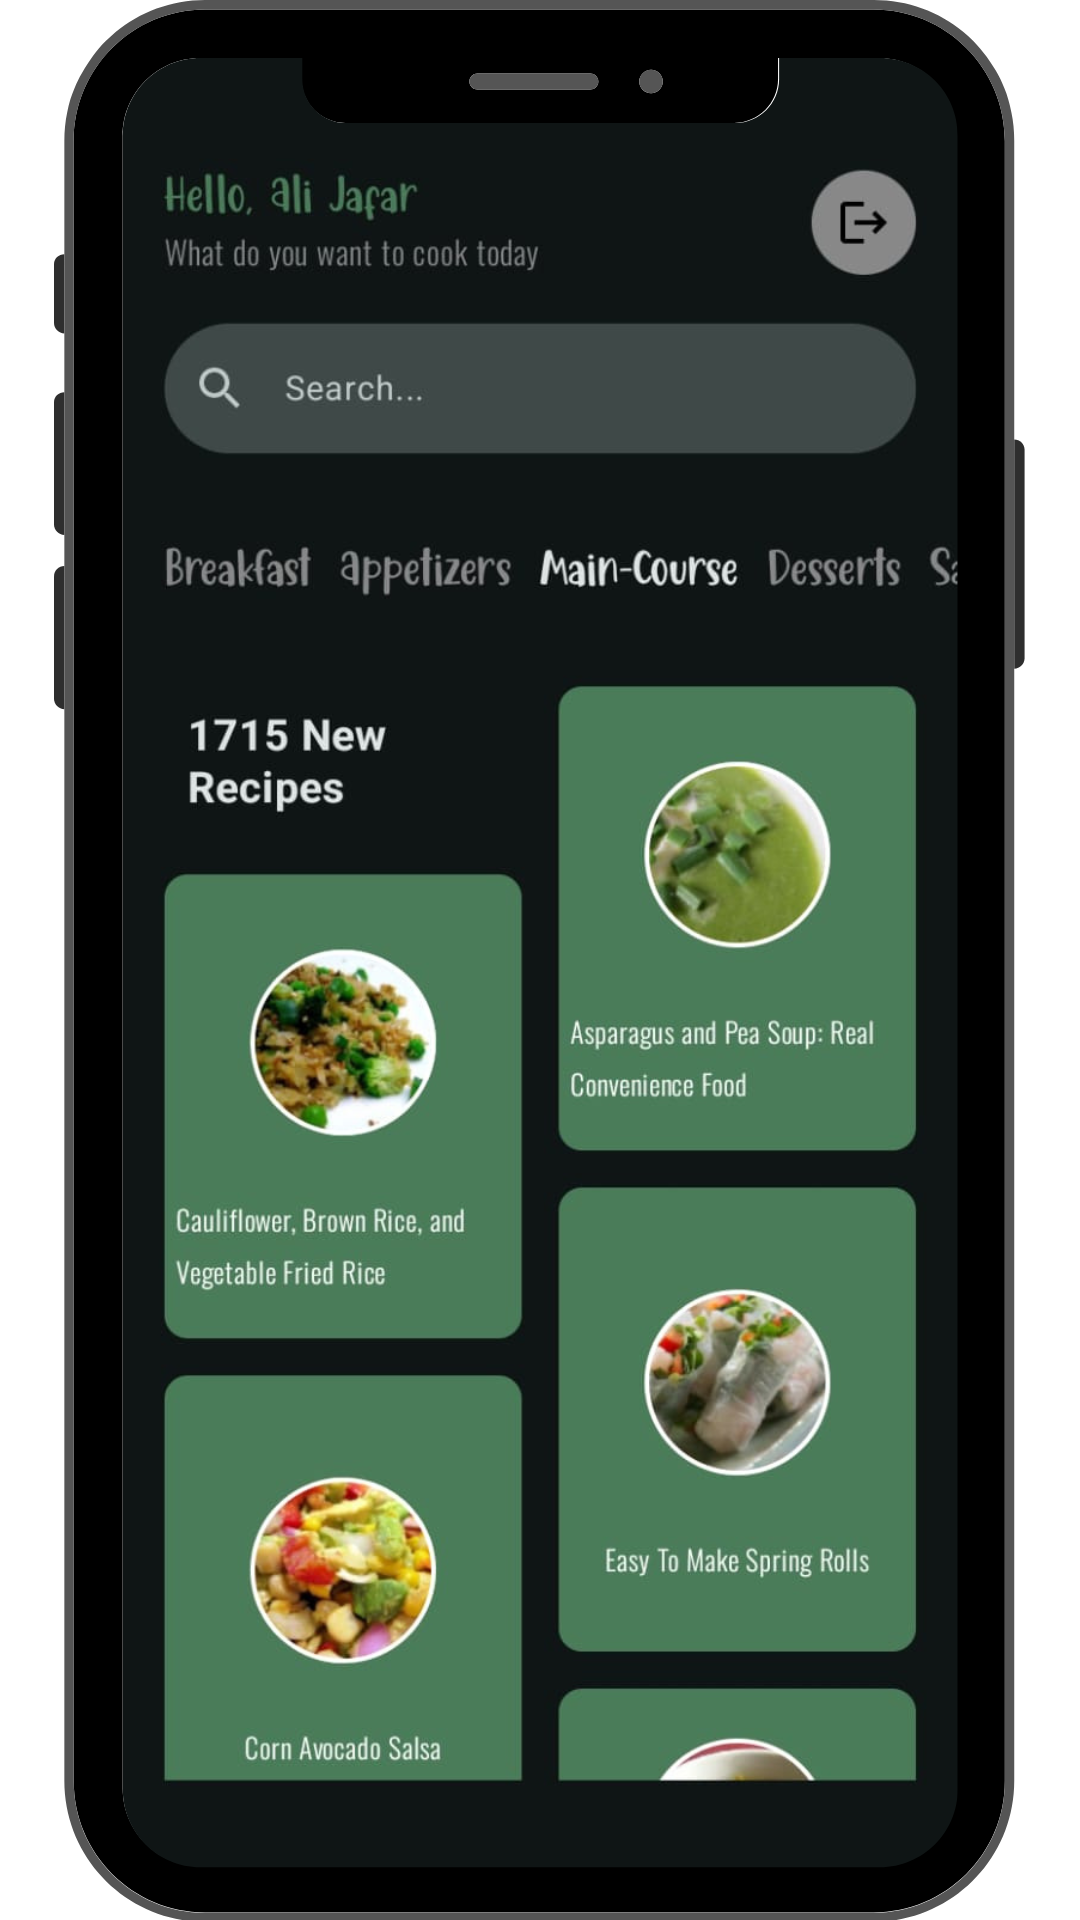 Hello, Ali Jafar
What do you want to cook today
Search...
Breakfast Appetizers Main-Course Desserts Sa
1715 New
Recipes
Asparagus and Pea Soup: Real
Convenience Food
Cauliflower, Brown Rice, and
Vegetable Fried Rice
Easy To Make Spring Rolls
Corn Avocado Salsa